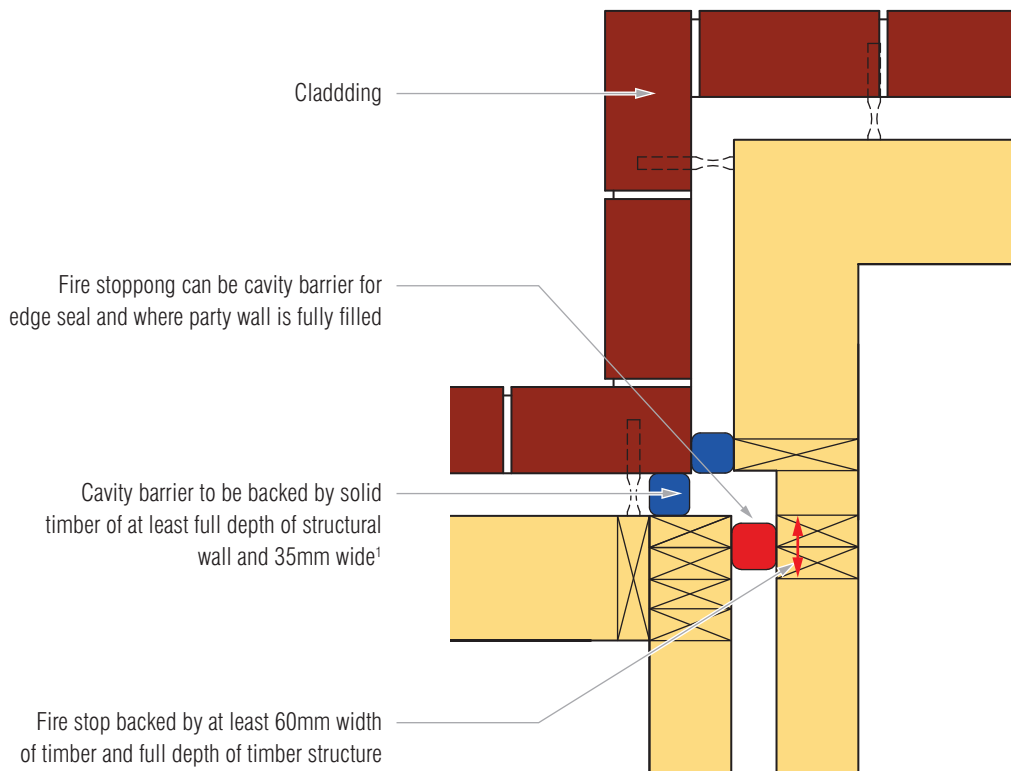 Claddding
Fire stoppong can be cavity barrier for
edge seal and where party wall is fully filled
Cavity barrier to be backed by solid
timber of at least full depth of structural
wall and 35mm wide¹
Fire stop backed by at least 60mm width
of timber and full depth of timber structure